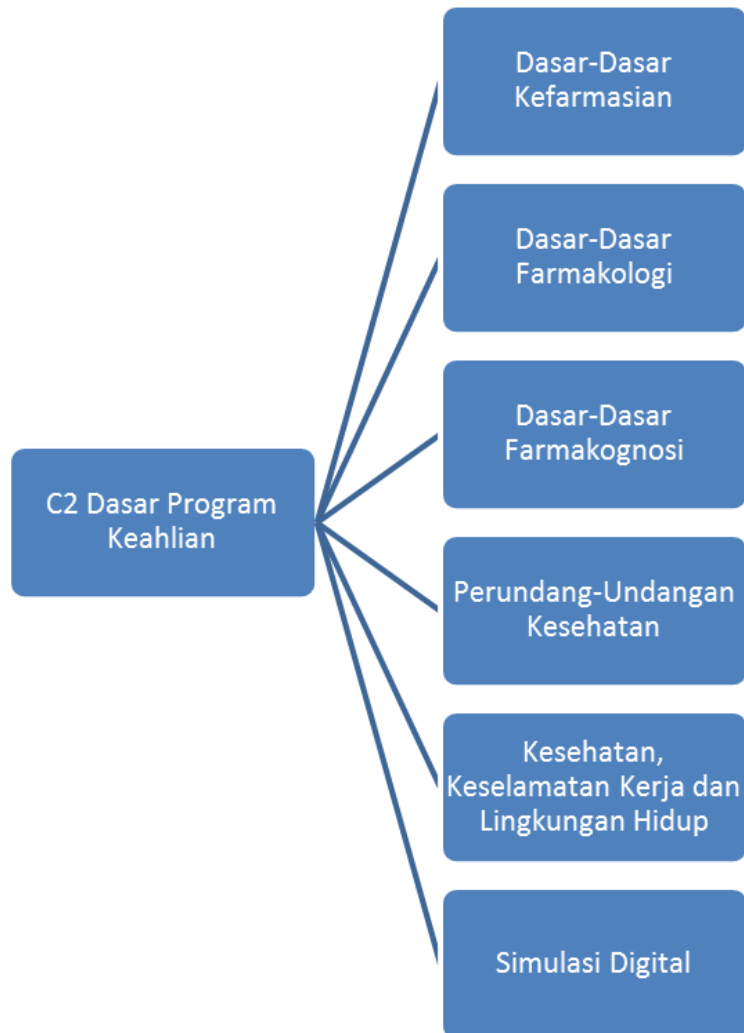 Dasar-Dasar
Kefarmasian
Dasar-Dasar
Farmakologi
Dasar-Dasar
Farmakognosi
C2 Dasar Program
Keahlian
Perundang-Undangan
Kesehatan
Kesehatan,
Keselamatan Kerja dan
Lingkungan Hidup
Simulasi Digital